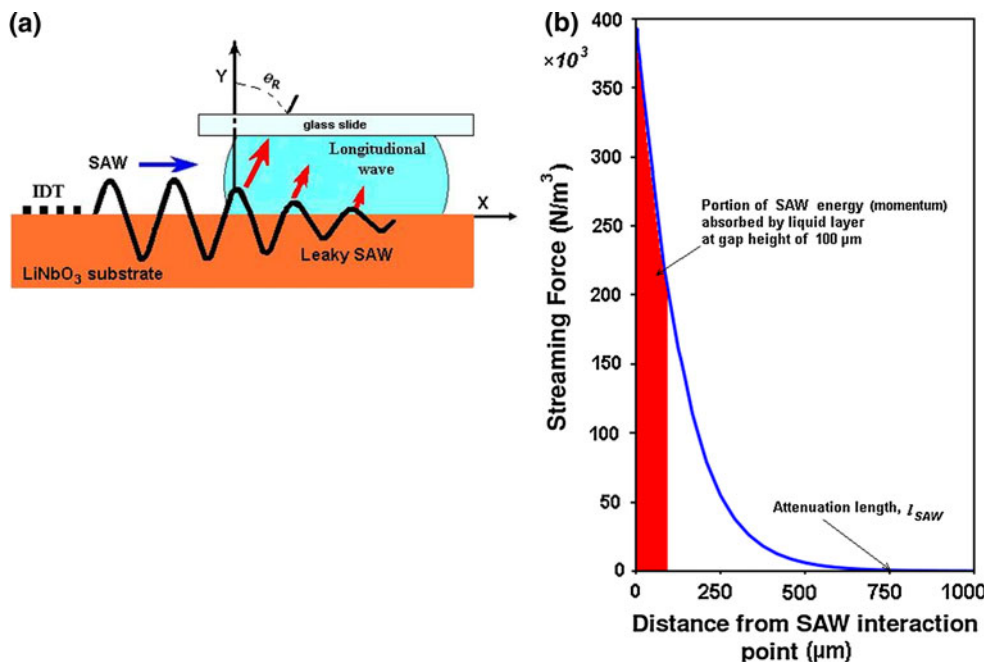 (a)
Y
θR
glass slide
SAW
Longitudional
wave
IDT
X
Leaky SAW
LiNbO3 substrate
(b)
400
×10³
350
300
250
200
150
100
50
0
Streaming Force (N/m³)
Portion of SAW energy (momentum)
absorbed by liquid layer
at gap height of 100 µm
Attenuation length, lSAW
0 250 500 750 1000
Distance from SAW interaction
point (µm)